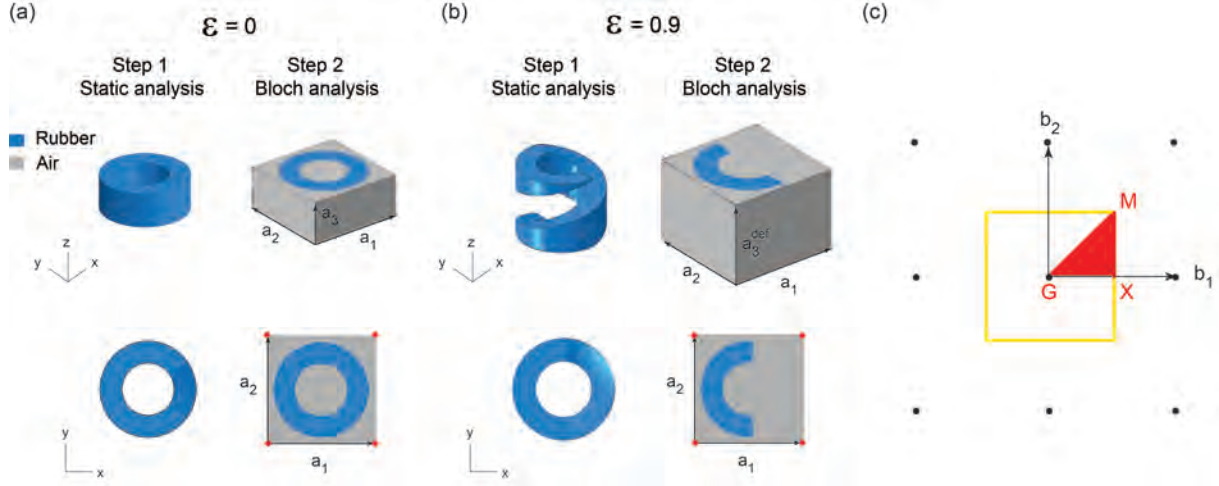 (a)
ε = 0
Step 1
Static analysis
Step 2
Bloch analysis
Rubber
Air
a3
a2
a1
z
y
x
a2
a1
y
x
(b)
ε = 0.9
Step 1
Static analysis
Step 2
Bloch analysis
a3def
a2
a1
z
y
x
a2
a1
y
x
(c)
b2
M
G
X
b1